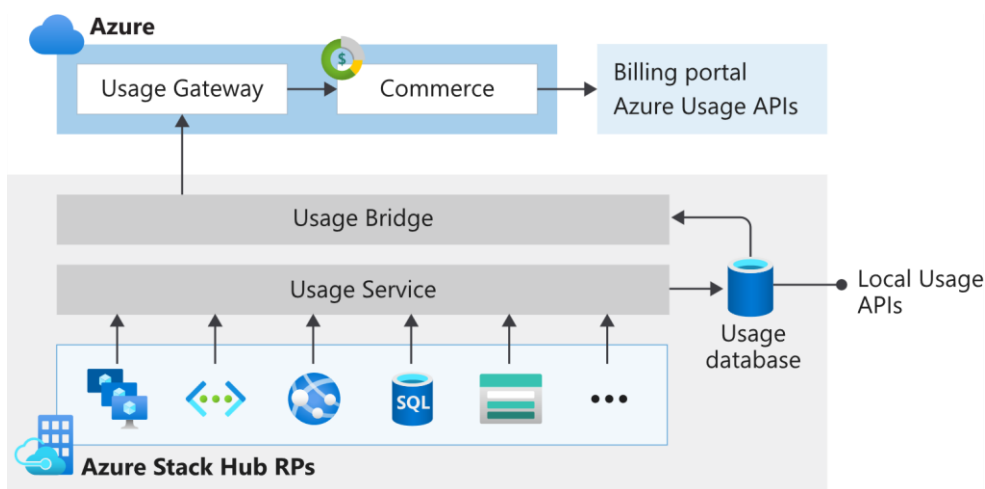 Azure
Usage Gateway
$
Commerce
Billing portal
Azure Usage APIs
Usage Bridge
Usage Service
Local Usage
APIs
Usage
database
SQL
Azure Stack Hub RPs